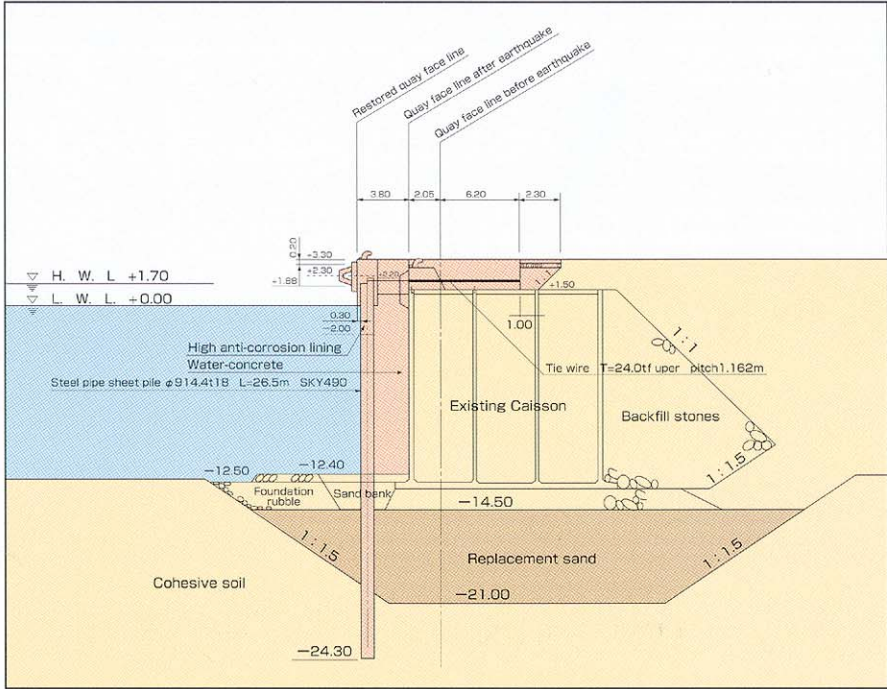 Restored quay face line
Quay face line after earthquake
Quay face line before earthquake
3.80
2.05
6.20
2.30
0.20
+3.30
H. W. L +1.70
+2.30
+2.20
1:1
+1.88
+1.50
L. W. L. +0.00
0.30
-2.00
1.00
High anti-corrosion lining
Water-concrete
Tie wire T=24.0tf uper pitch1.162m
Steel pipe sheet pile φ914.4t18 L=26.5m SKY490
1:1
Existing Caisson
Backfill stones
-12.50
-12.40
1:1.5
Foundation
rubble
Sand bank
-14.50
1:1.5
Replacement sand
1:1.5
Cohesive soil
-21.00
-24.30